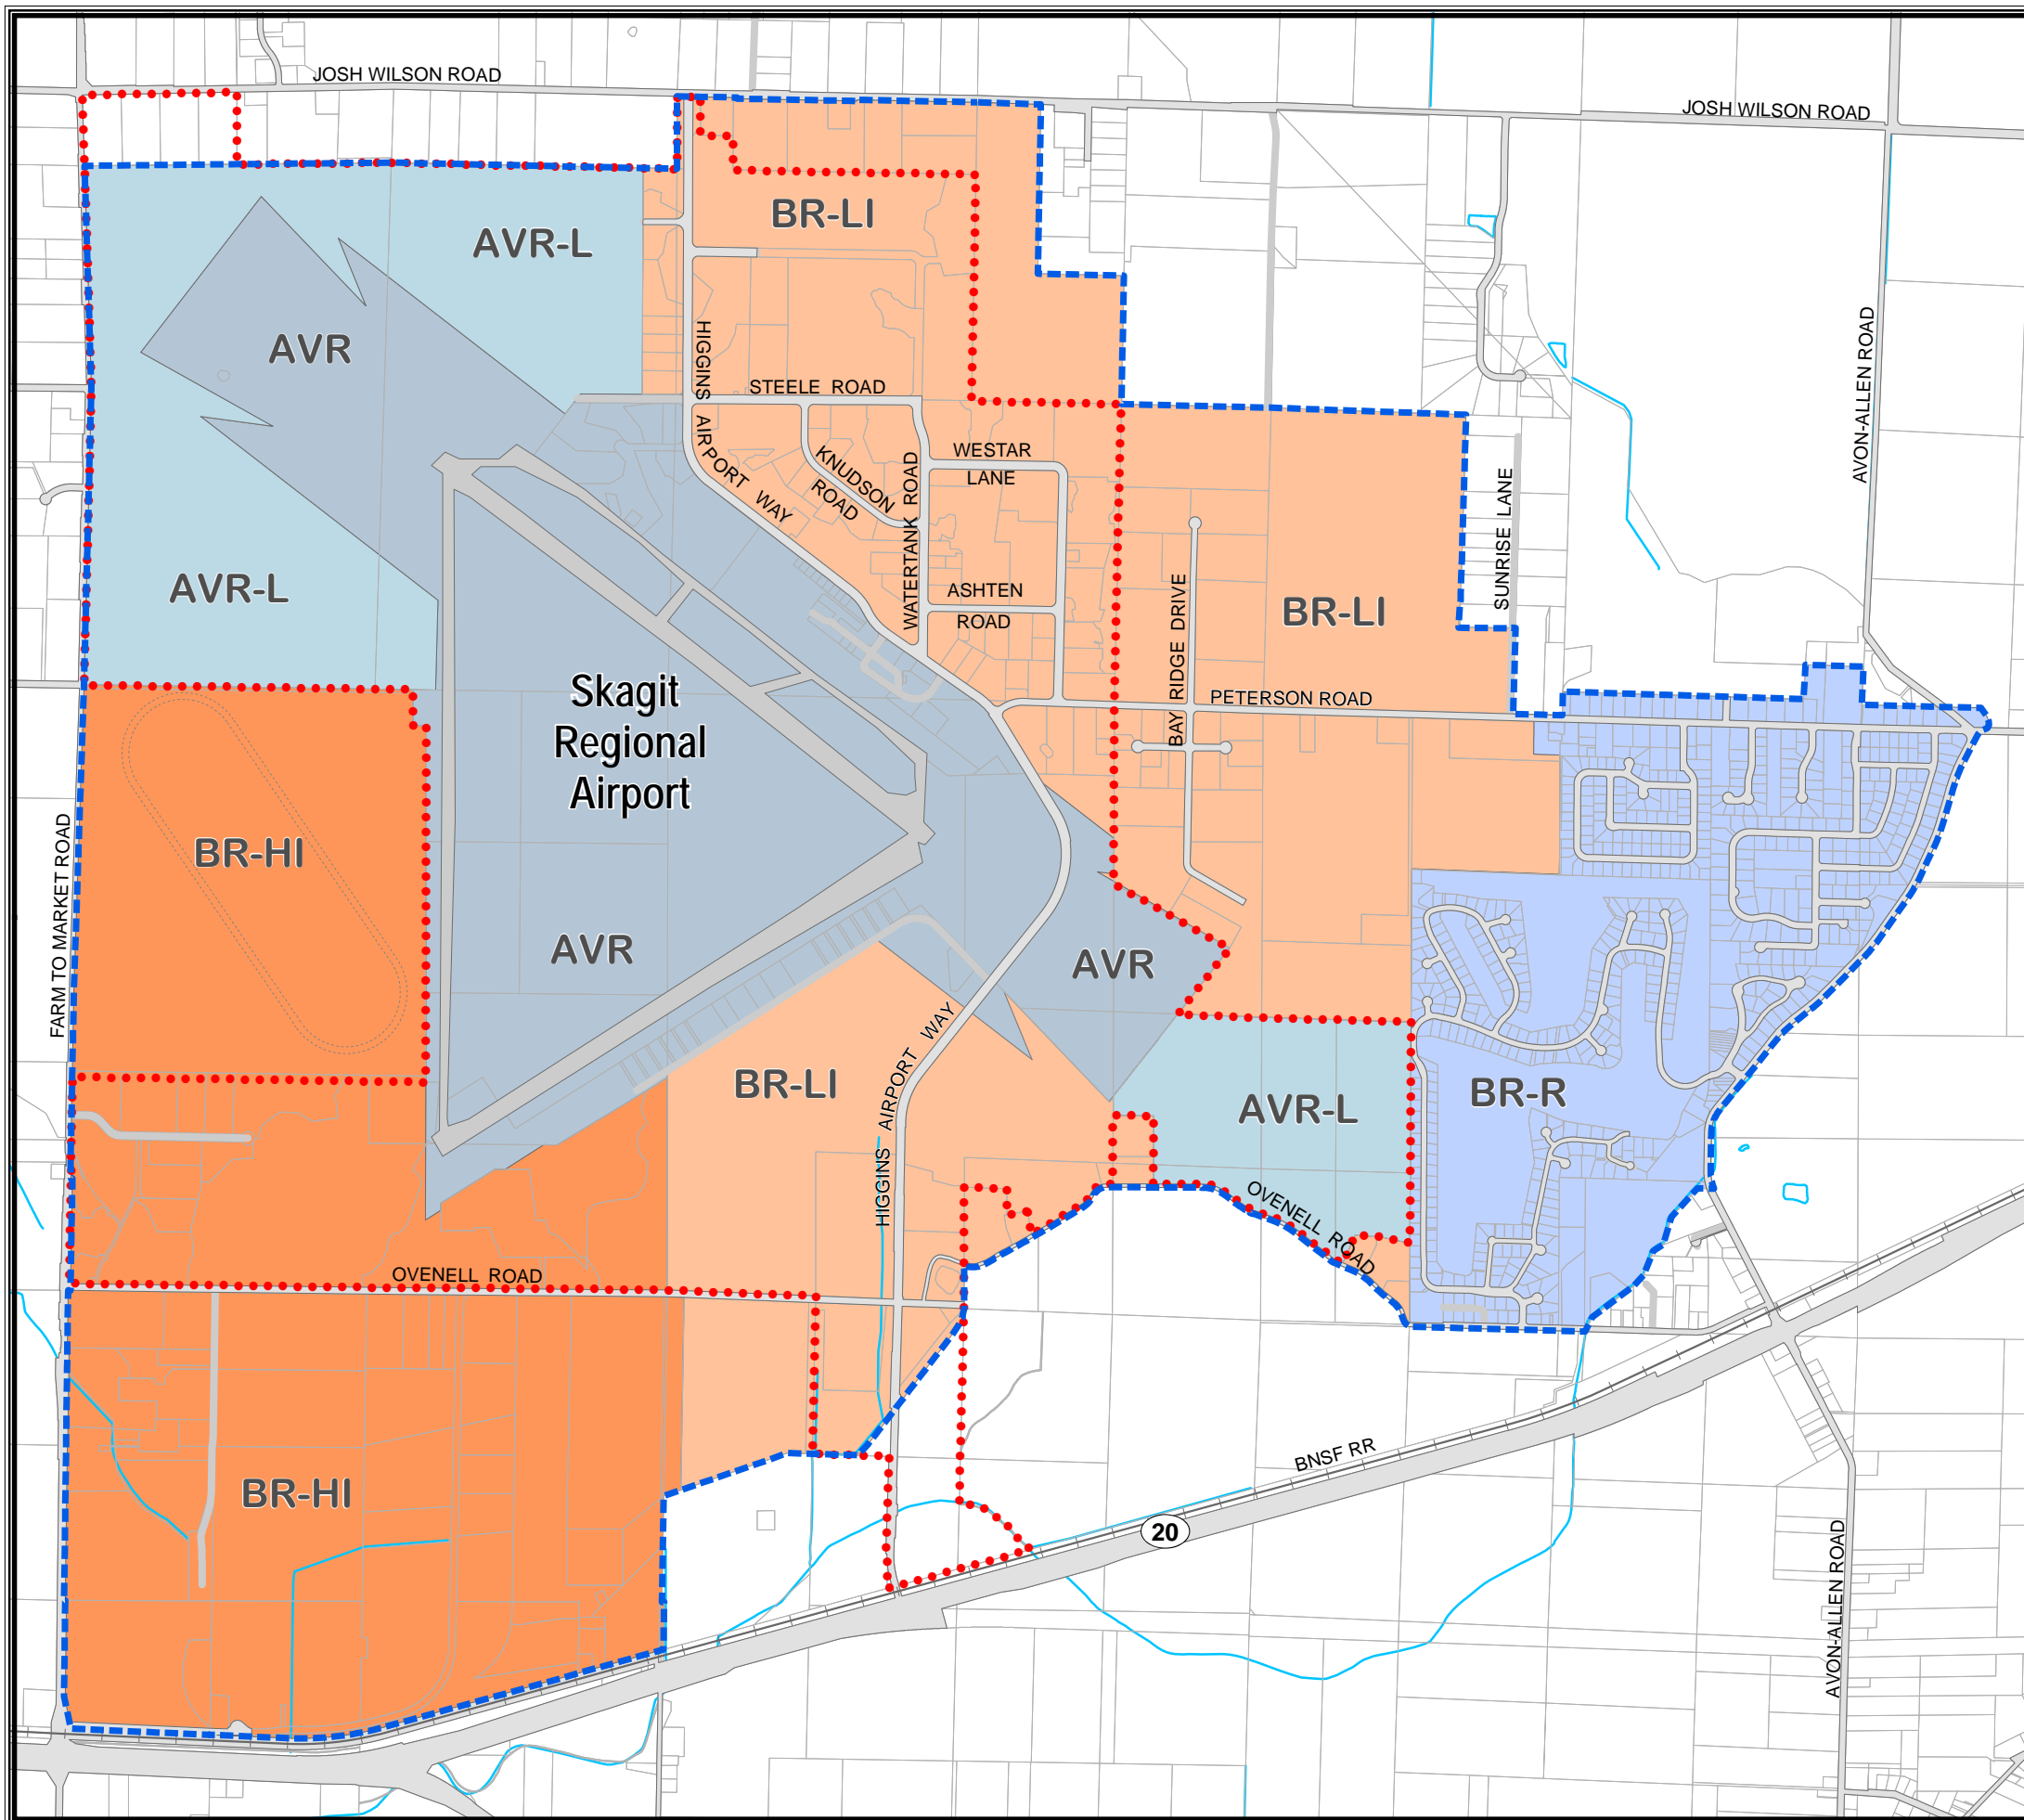 JOSH WILSON ROAD
JOSH WILSON ROAD
BR-LI
AVR-L
AVR
HIGGINS AIRPORT WAY
STEELE ROAD
KNUDSON
ROAD
WATERTANK ROAD
WESTAR
LANE
AVON-ALLEN ROAD
SUNRISE LANE
AVR-L
ASHTEN
ROAD
BAY RIDGE DRIVE
BR-LI
Skagit
Regional
Airport
PETERSON ROAD
BR-HI
FARM TO MARKET ROAD
AVR
AVR
BR-LI
HIGGINS AIRPORT WAY
AVR-L
BR-R
OVENELL ROAD
OVENELL ROAD
BR-HI
BNSF RR
20
AVON-ALLEN ROAD